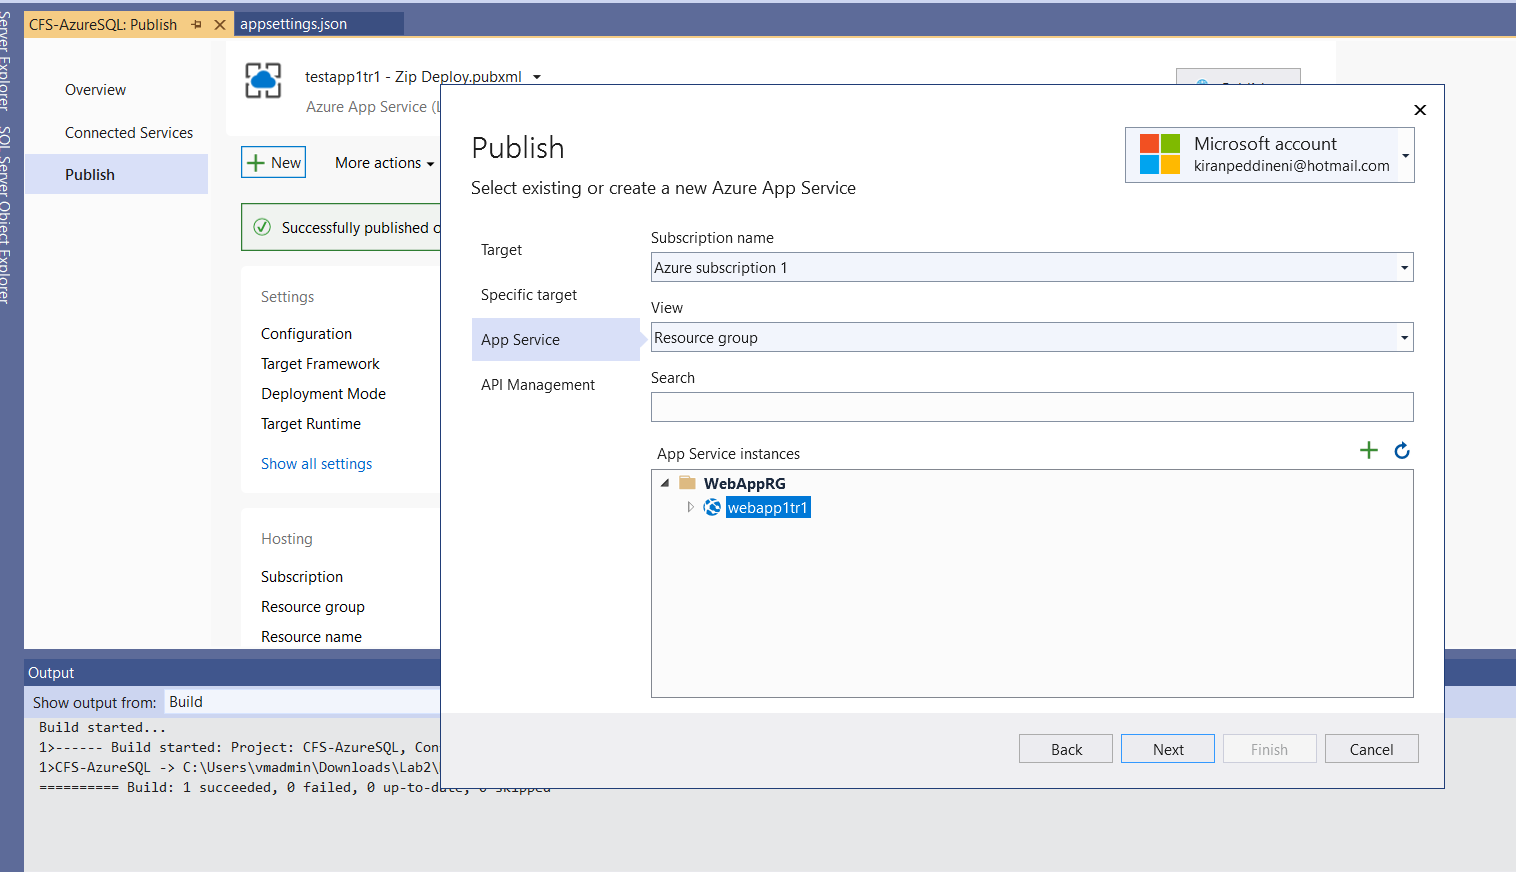 CFS-AzureSQL: Publish
appsettings.json
Server Explorer
SQL Server Object Explorer
Overview
Connected Services
Publish
testapp1tr1 - Zip Deploy.pubxml
Azure App Service (L
New
More actions
Successfully published o
Settings
Configuration
Target Framework
Deployment Mode
Target Runtime
Show all settings
Hosting
Subscription
Resource group
Resource name
Publish
Select existing or create a new Azure App Service
Microsoft account
kiranpeddineni@hotmail.com
Target
Specific target
App Service
API Management
Subscription name
Azure subscription 1
View
Resource group
Search
App Service instances
WebAppRG
webapp1tr1
Back
Next
Finish
Cancel
Output
Show output from: Build
Build started...
1>------ Build started: Project: CFS-AzureSQL, Con
1>CFS-AzureSQL -> C:\Users\vmadmin\Downloads\Lab2\
========== Build: 1 succeeded, 0 failed, 0 up-to-date, 0 skipped